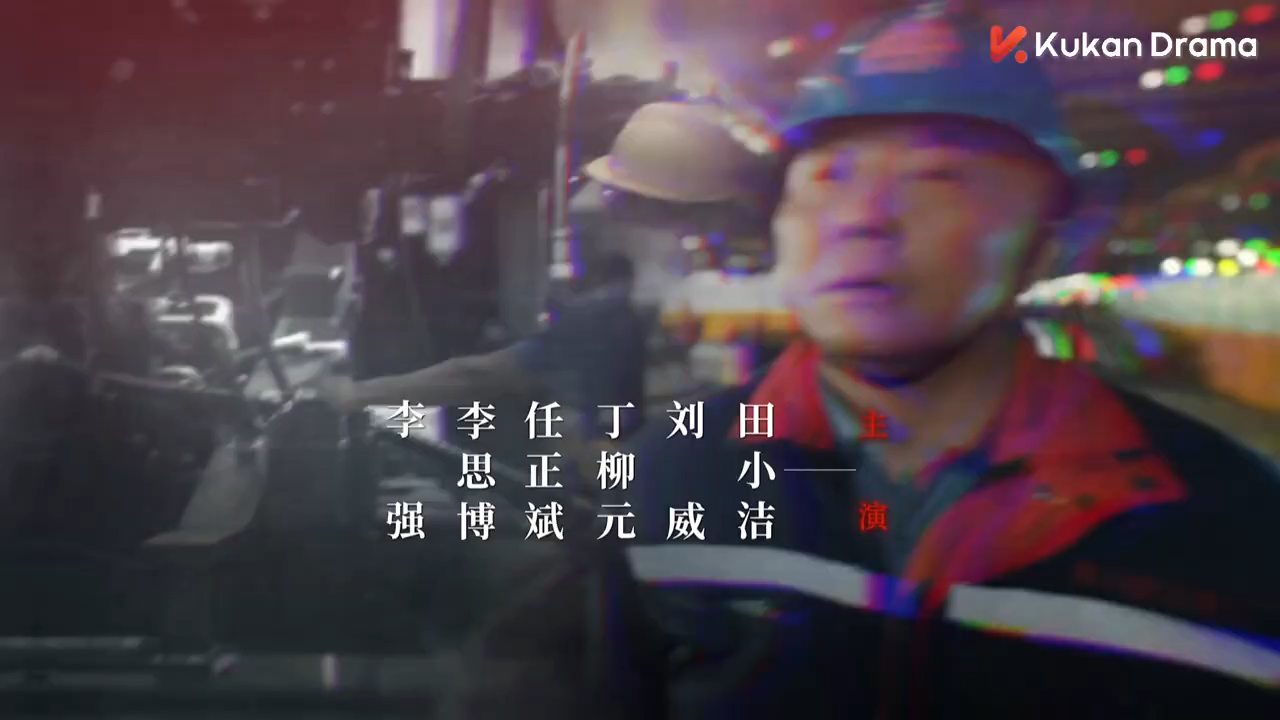 Kukan Drama
主演
田小洁
刘威
丁柳元
任正斌
李思博
李强